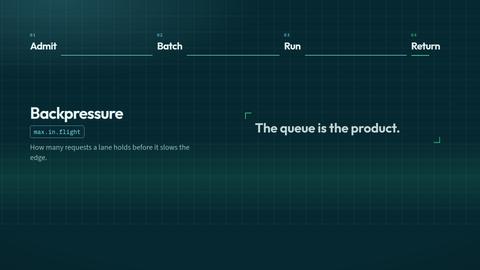 01
Admit
02
Batch
03
Run
04
Return
Backpressure
max.in.flight
How many requests a lane holds before it slows the
edge.
The queue is the product.